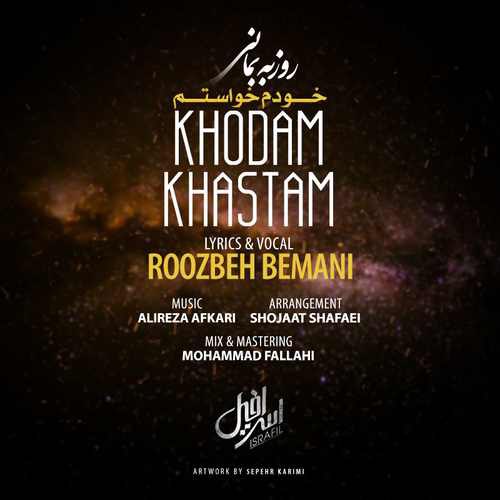 روزبه بمانی
خودم خواستم
KHODAM
KHASTAM
LYRICS & VOCAL
ROOZBEH BEMANI
MUSIC ARRANGEMENT
ALIREZA AFKARI SHOJAAT SHAFAEI
MIX & MASTERING
MOHAMMAD FALLAHI
اسرافیل
ISRAFIL
ARTWORK BY SEPEHR KARIMI